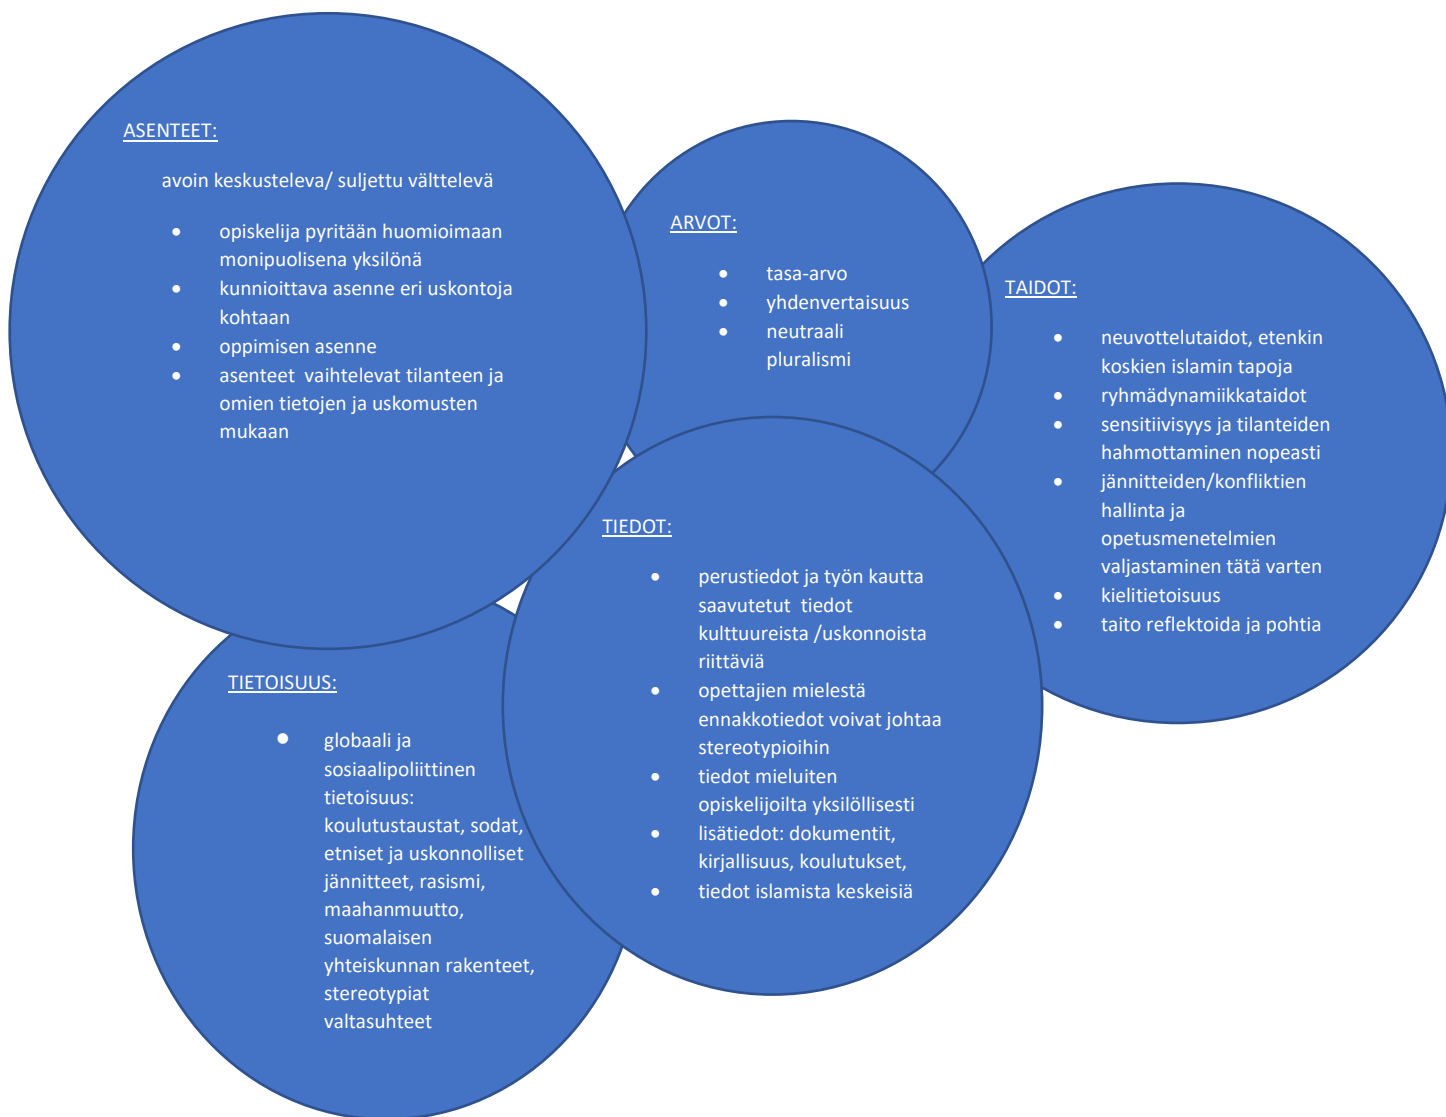 ASENTEET:
avoin keskusteleva/ suljettu välttelevä
• opiskelija pyritään huomioimaan
monipuolisena yksilönä
• kunnioittava asenne eri uskontoja
kohtaan
• oppimisen asenne
• asenteet vaihtelevat tilanteen ja
omien tietojen ja uskomusten
mukaan
ARVOT:
• tasa-arvo
• yhdenvertaisuus
• neutraali
pluralismi
TAIDOT:
• neuvottelutaidot, etenkin
koskien islamin tapoja
• ryhmädynamiikkataidot
• sensitiivisyys ja tilanteiden
hahmottaminen nopeasti
• jännitteiden/konfliktien
hallinta ja
opetusmenetelmien
valjastaminen tätä varten
• kielitietoisuus
• taito reflektoida ja pohtia
TIEDOT:
• perustiedot ja työn kautta
saavutetut tiedot
kulttuureista /uskonnoista
riittäviä
• opettajien mielestä
ennakkotiedot voivat johtaa
stereotypioihin
• tiedot mieluiten
opiskelijoilta yksilöllisesti
• lisätiedot: dokumentit,
kirjallisuus, koulutukset,
• tiedot islamista keskeisiä
TIETOISUUS:
• globaali ja
sosiaalipoliittinen
tietoisuus:
koulutustaustat, sodat,
etniset ja uskonnolliset
jännitteet, rasismi,
maahanmuutto,
suomalaisen
yhteiskunnan rakenteet,
stereotypiat
valtasuhteet